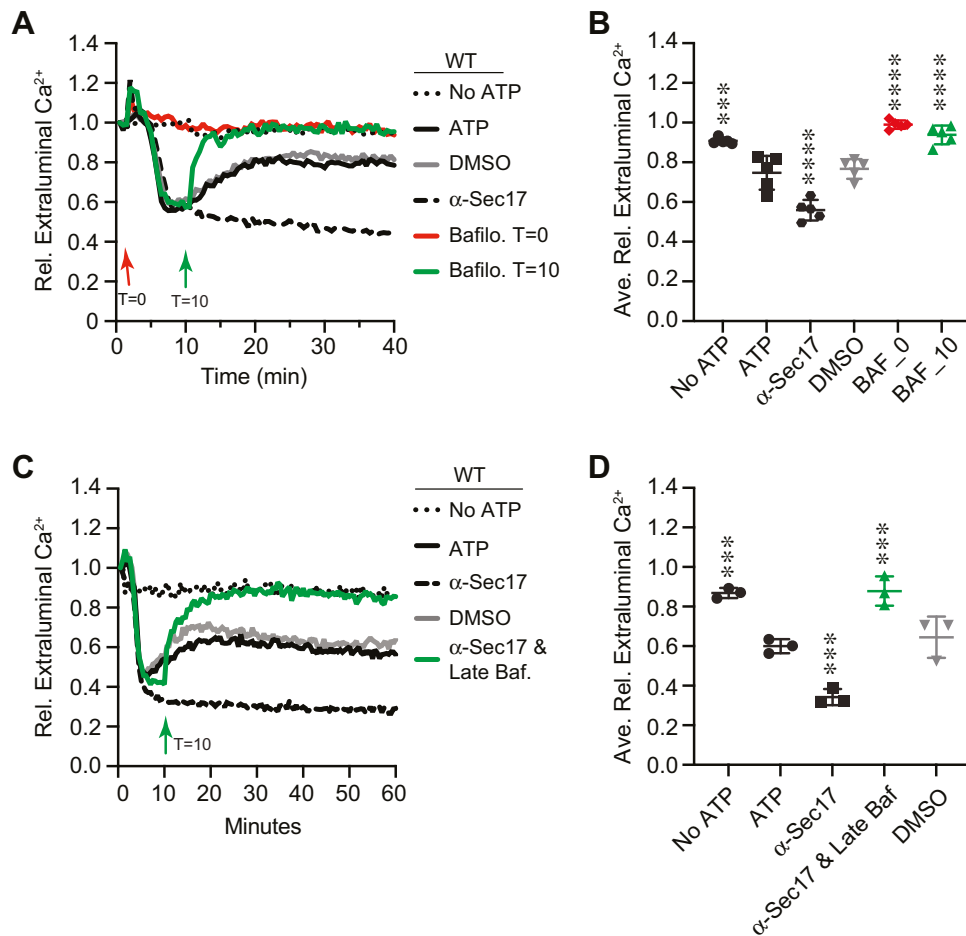 A
Rel. Extraluminal Ca²⁺
1.4
1.2
1.0
0.8
0.6
0.4
0.2
0
T=0
T=10
0
10
20
30
40
Time (min)
WT
No ATP
ATP
DMSO
α-Sec17
Bafilo. T=0
Bafilo. T=10
B
Ave. Rel. Extraluminal Ca²⁺
1.4
1.2
1.0
0.8
0.6
0.4
0.2
0.0
***
****
****
****
No ATP
ATP
α-Sec17
DMSO
BAF_0
BAF_10
C
Rel. Extraluminal Ca²⁺
1.4
1.2
1.0
0.8
0.6
0.4
0.2
0.0
T=10
0
10
20
30
40
50
60
Minutes
WT
No ATP
ATP
α-Sec17
DMSO
α-Sec17 &
Late Baf.
D
Ave. Rel. Extraluminal Ca²⁺
1.4
1.2
1.0
0.8
0.6
0.4
0.2
0.0
***
***
***
No ATP
ATP
α-Sec17
α-Sec17 & Late Baf
DMSO